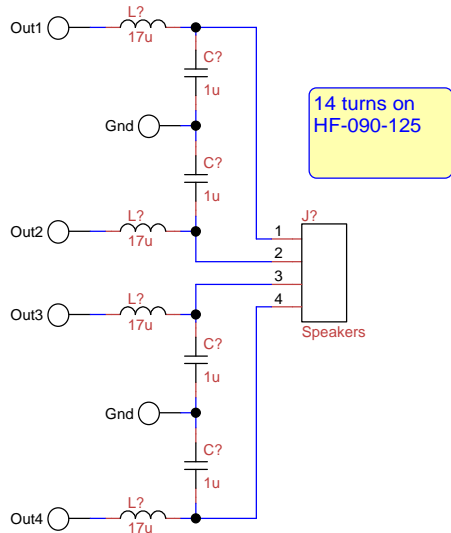 Out1
L?
17u
C?
1u
14 turns on
HF-090-125
Gnd
C?
1u
L?
Out2
17u
J?
1
2
3
4
Speakers
L?
Out3
17u
C?
1u
Gnd
C?
1u
L?
Out4
17u